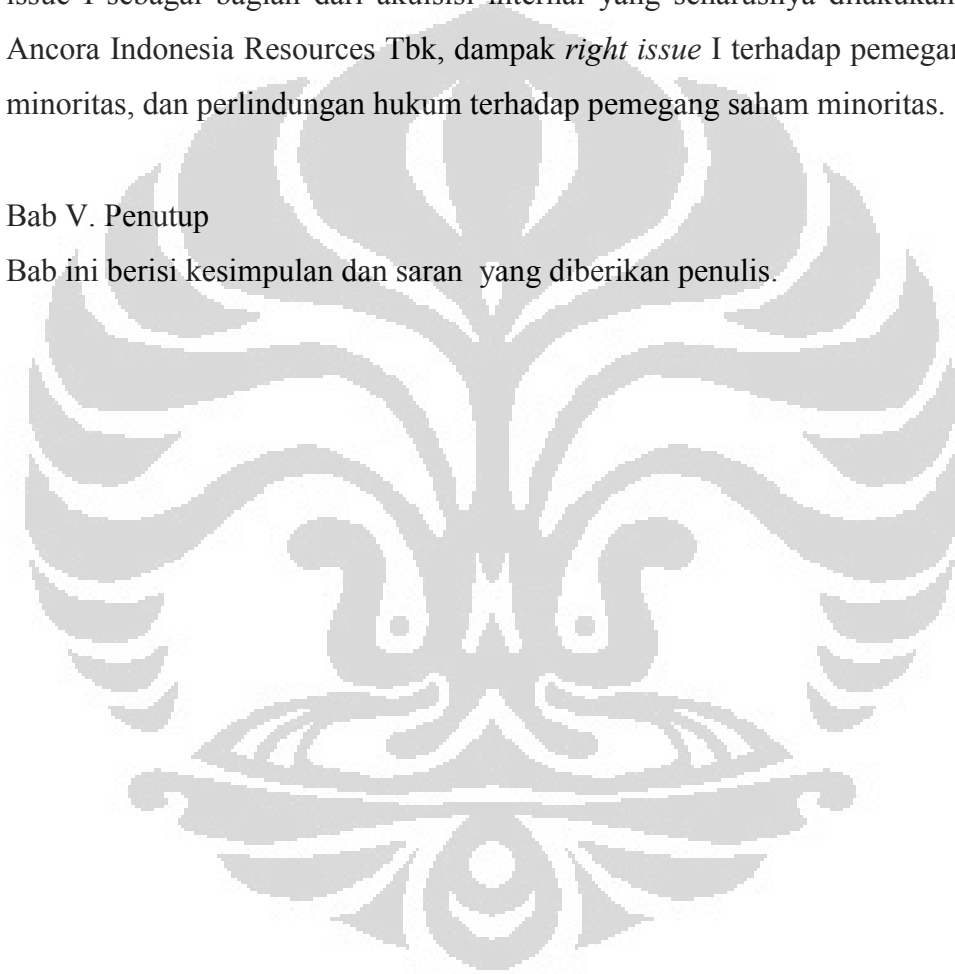 issue I sebagai bagian dari akuisisi internal yang seharusnya dilakukan
Ancora Indonesia Resources Tbk, dampak right issue I terhadap pemegan
minoritas, dan perlindungan hukum terhadap pemegang saham minoritas.
Bab V. Penutup
Bab ini berisi kesimpulan dan saran yang diberikan penulis.